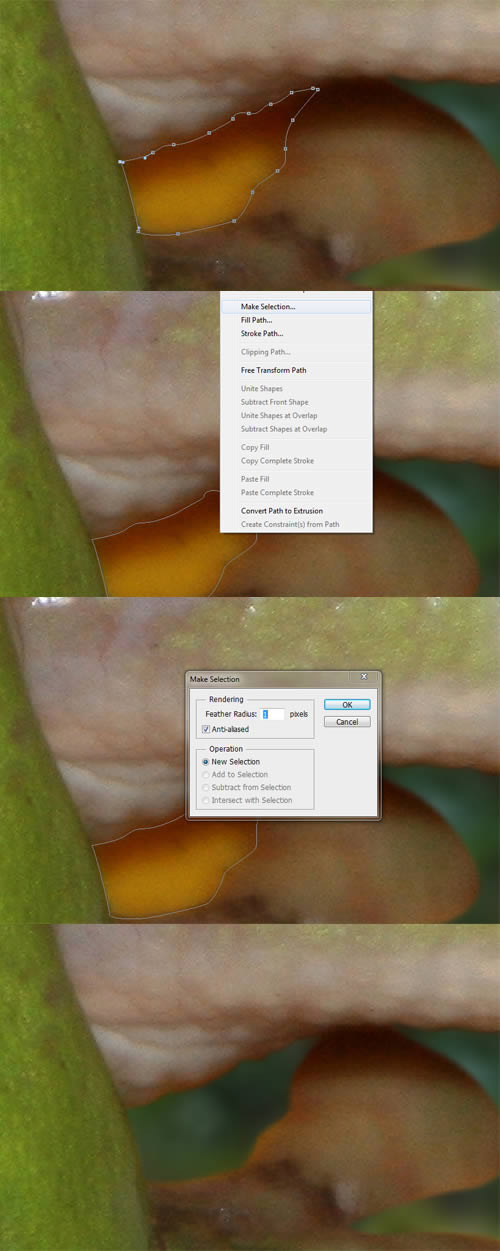 Make Selection...
Fill Path...
Stroke Path...
Clipping Path...
Free Transform Path
Unite Shapes
Subtract Front Shape
Unite Shapes at Overlap
Subtract Shapes at Overlap
Copy Fill
Copy Complete Stroke
Paste Fill
Paste Complete Stroke
Convert Path to Extrusion
Create Constraint(s) from Path
Make Selection
Rendering
Feather Radius: 1 pixels
Anti-aliased
OK
Cancel
Operation
New Selection
Add to Selection
Subtract from Selection
Intersect with Selection